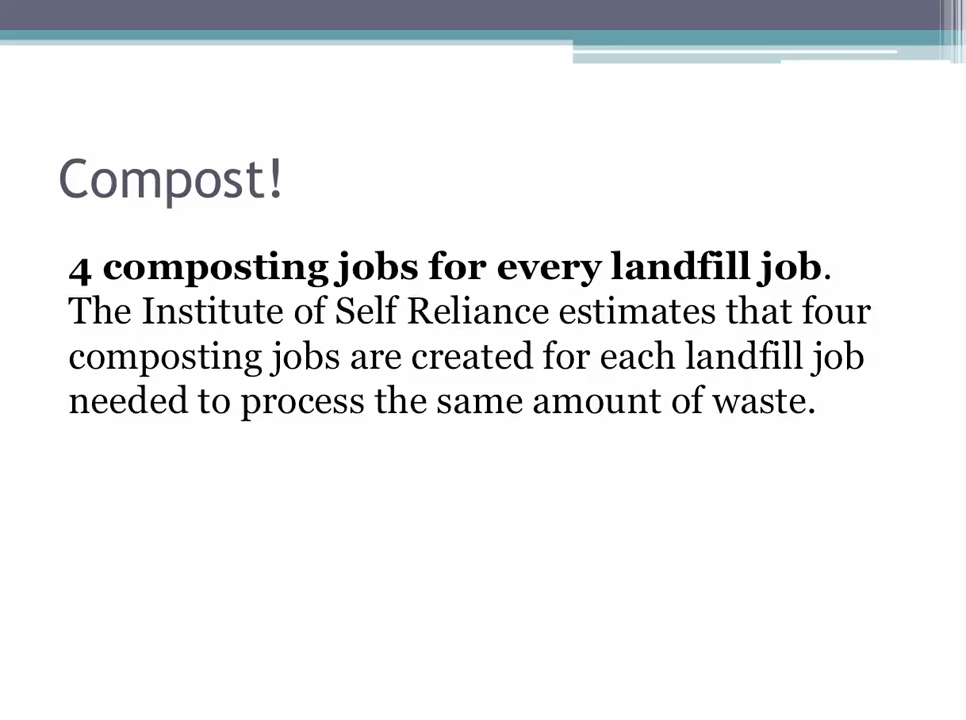 Compost!
4 composting jobs for every landfill job.
The Institute of Self Reliance estimates that four
composting jobs are created for each landfill job
needed to process the same amount of waste.